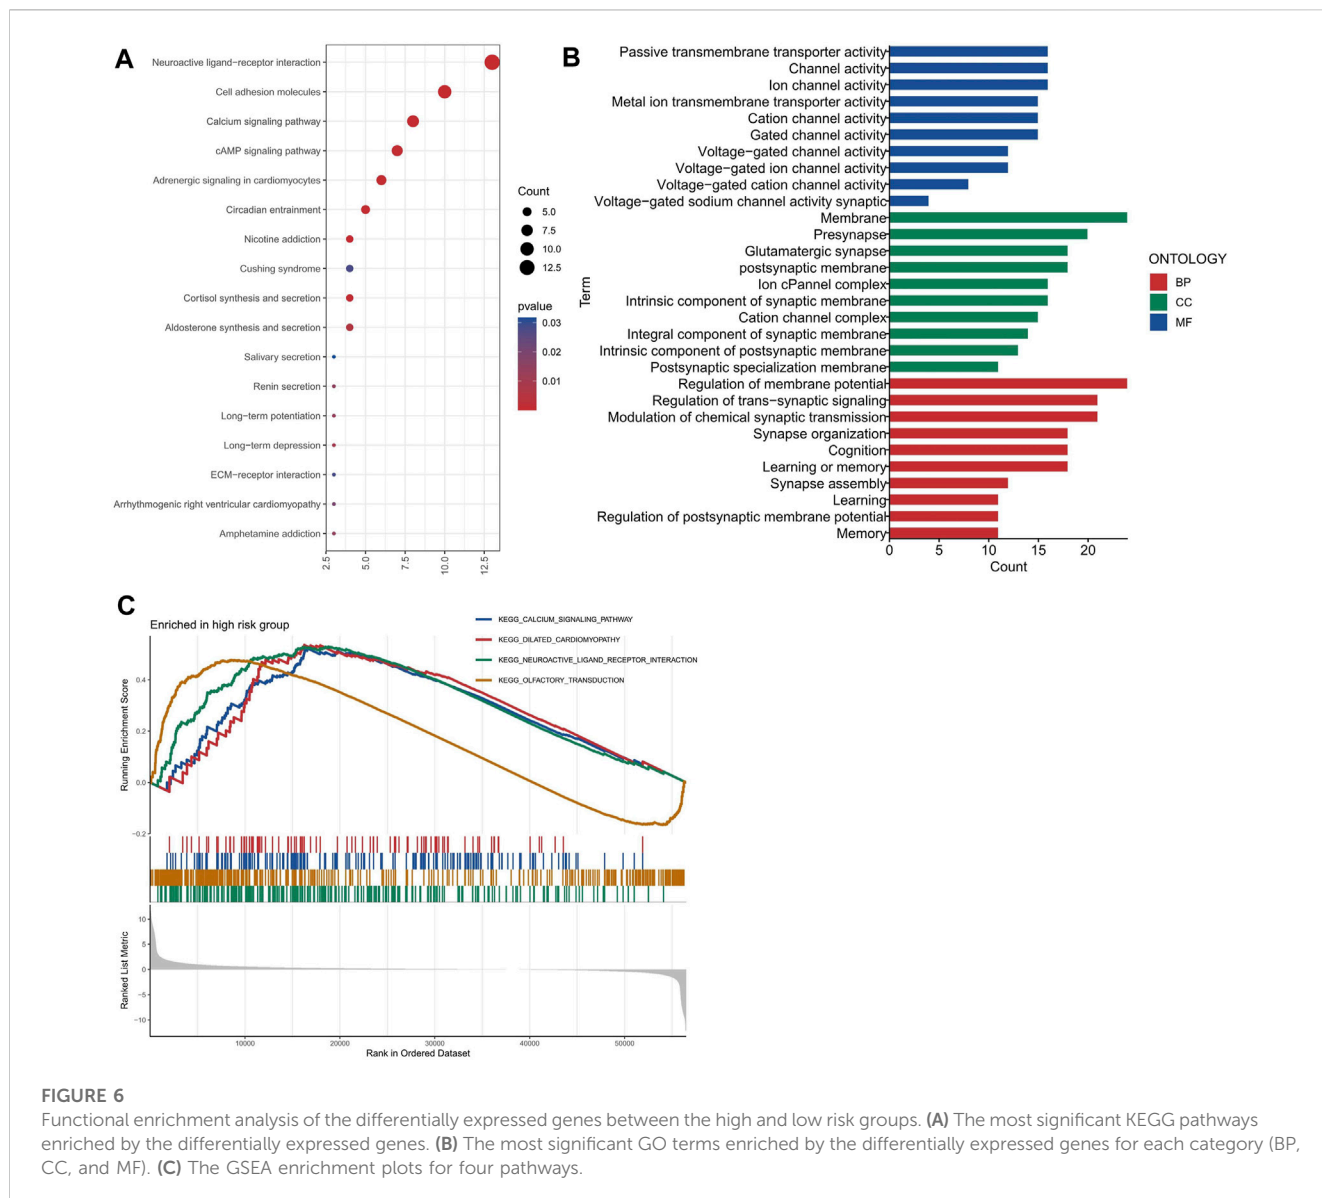 A
Neuroactive ligand−receptor interaction
Cell adhesion molecules
Calcium signaling pathway
cAMP signaling pathway
Adrenergic signaling in cardiomyocytes
Circadian entrainment
Nicotine addiction
Cushing syndrome
Cortisol synthesis and secretion
Aldosterone synthesis and secretion
Salivary secretion
Renin secretion
Long−term potentiation
Long−term depression
ECM−receptor interaction
Arrhythmogenic right ventricular cardiomyopathy
Amphetamine addiction
2.5 5.0 7.5 10.0 12.5
Count
5.0
7.5
10.0
12.5
pvalue
0.03
0.02
0.01
B
Term
Passive transmembrane transporter activity
Channel activity
Ion channel activity
Metal ion transmembrane transporter activity
Cation channel activity
Gated channel activity
Voltage−gated channel activity
Voltage−gated ion channel activity
Voltage−gated cation channel activity
Voltage−gated sodium channel activity synaptic
Membrane
Presynapse
Glutamatergic synapse
postsynaptic membrane
Ion cPannel complex
Intrinsic component of synaptic membrane
Cation channel complex
Integral component of synaptic membrane
Intrinsic component of postsynaptic membrane
Postsynaptic specialization membrane
Regulation of membrane potential
Regulation of trans−synaptic signaling
Modulation of chemical synaptic transmission
Synapse organization
Cognition
Learning or memory
Synapse assembly
Learning
Regulation of postsynaptic membrane potential
Memory
0 5 10 15 20
Count
ONTOLOGY
BP
CC
MF
C
Enriched in high risk group
KEGG_CALCIUM_SIGNALING_PATHWAY
KEGG_DILATED_CARDIOMYOPATHY
KEGG_NEUROACTIVE_LIGAND_RECEPTOR_INTERACTION
KEGG_OLFACTORY_TRANSDUCTION
Running Enrichment Score
0.4
0.2
0.0
−0.2
Ranked List Metric
10
5
0
−5
−10
10000 20000 30000 40000 50000
Rank in Ordered Dataset
FIGURE 6
Functional enrichment analysis of the differentially expressed genes between the high and low risk groups. (A) The most significant KEGG pathways
enriched by the differentially expressed genes. (B) The most significant GO terms enriched by the differentially expressed genes for each category (BP,
CC, and MF). (C) The GSEA enrichment plots for four pathways.